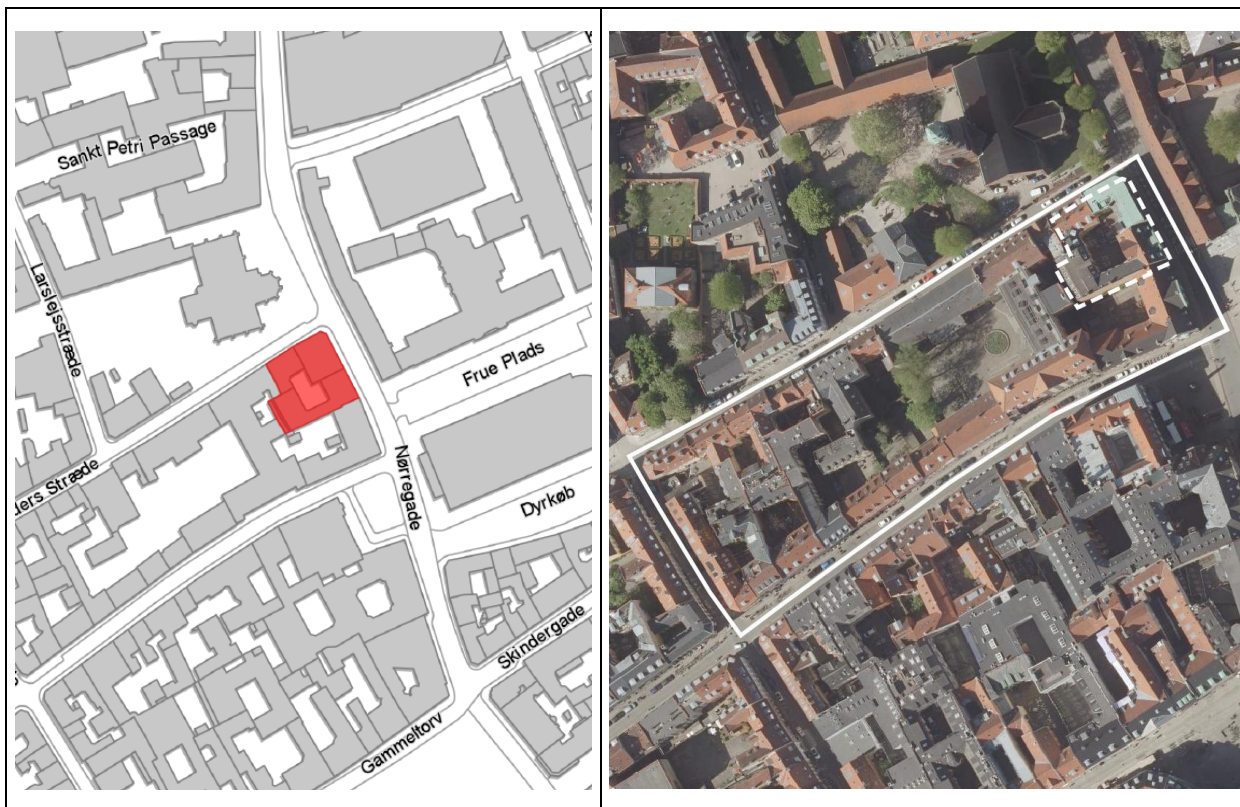 Sankt Petri Passage
Larslejsstræde
Frue Plads
ders Stræde
Nørregade
Dyrkøb
Skindergade
Gammeltorv